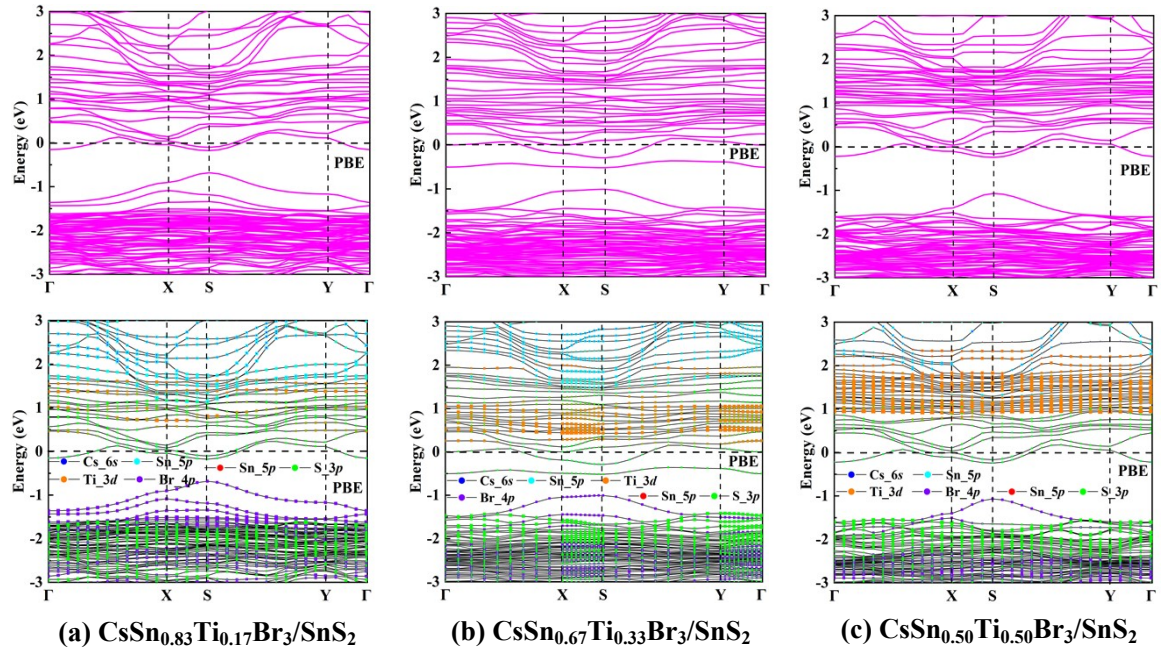 3
2
1
0
-1
-2
-3
Energy (eV)
PBE
Γ X S Y Γ
3
2
1
0
-1
-2
-3
Energy (eV)
PBE
Γ X S Y Γ
3
2
1
0
-1
-2
-3
Energy (eV)
PBE
Γ X S Y Γ
3
2
1
0
-1
-2
-3
Energy (eV)
Cs_6s Sn_5p Sn_5p S_3p
Ti_3d Br_4p
PBE
Γ X S Y Γ
3
2
1
0
-1
-2
-3
Energy (eV)
PBE
Cs_6s Sn_5p Ti_3d
Br_4p Sn_5p S_3p
Γ X S Y Γ
3
2
1
0
-1
-2
-3
Energy (eV)
PBE
Cs_6s Sn_5p
Ti_3d Br_4p Sn_5p S_3p
Γ X S Y Γ
(a) CsSn₀.₈₃Ti₀.₁₇Br₃/SnS₂
(b) CsSn₀.₆₇Ti₀.₃₃Br₃/SnS₂
(c) CsSn₀.₅₀Ti₀.₅₀Br₃/SnS₂